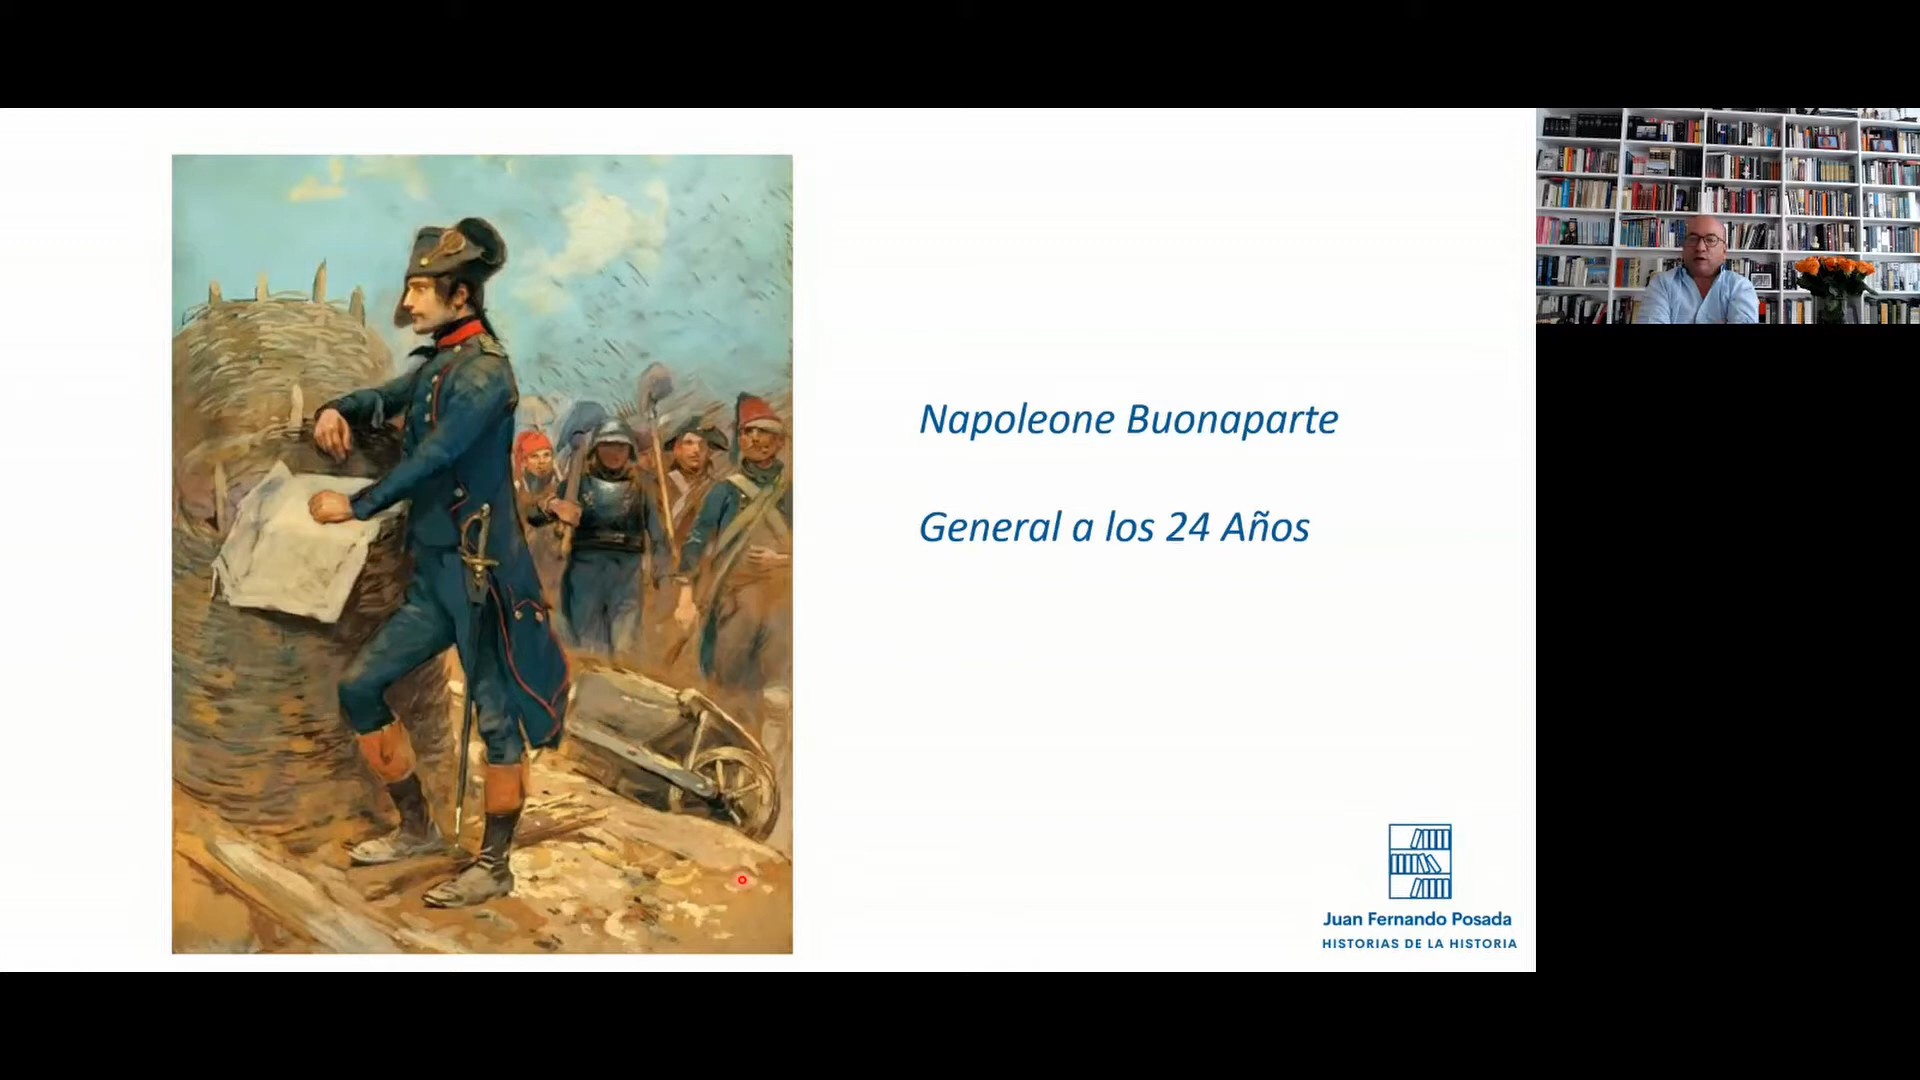 Napoleone Buonaparte
General a los 24 Años
Juan Fernando Posada
HISTORIAS DE LA HISTORIA